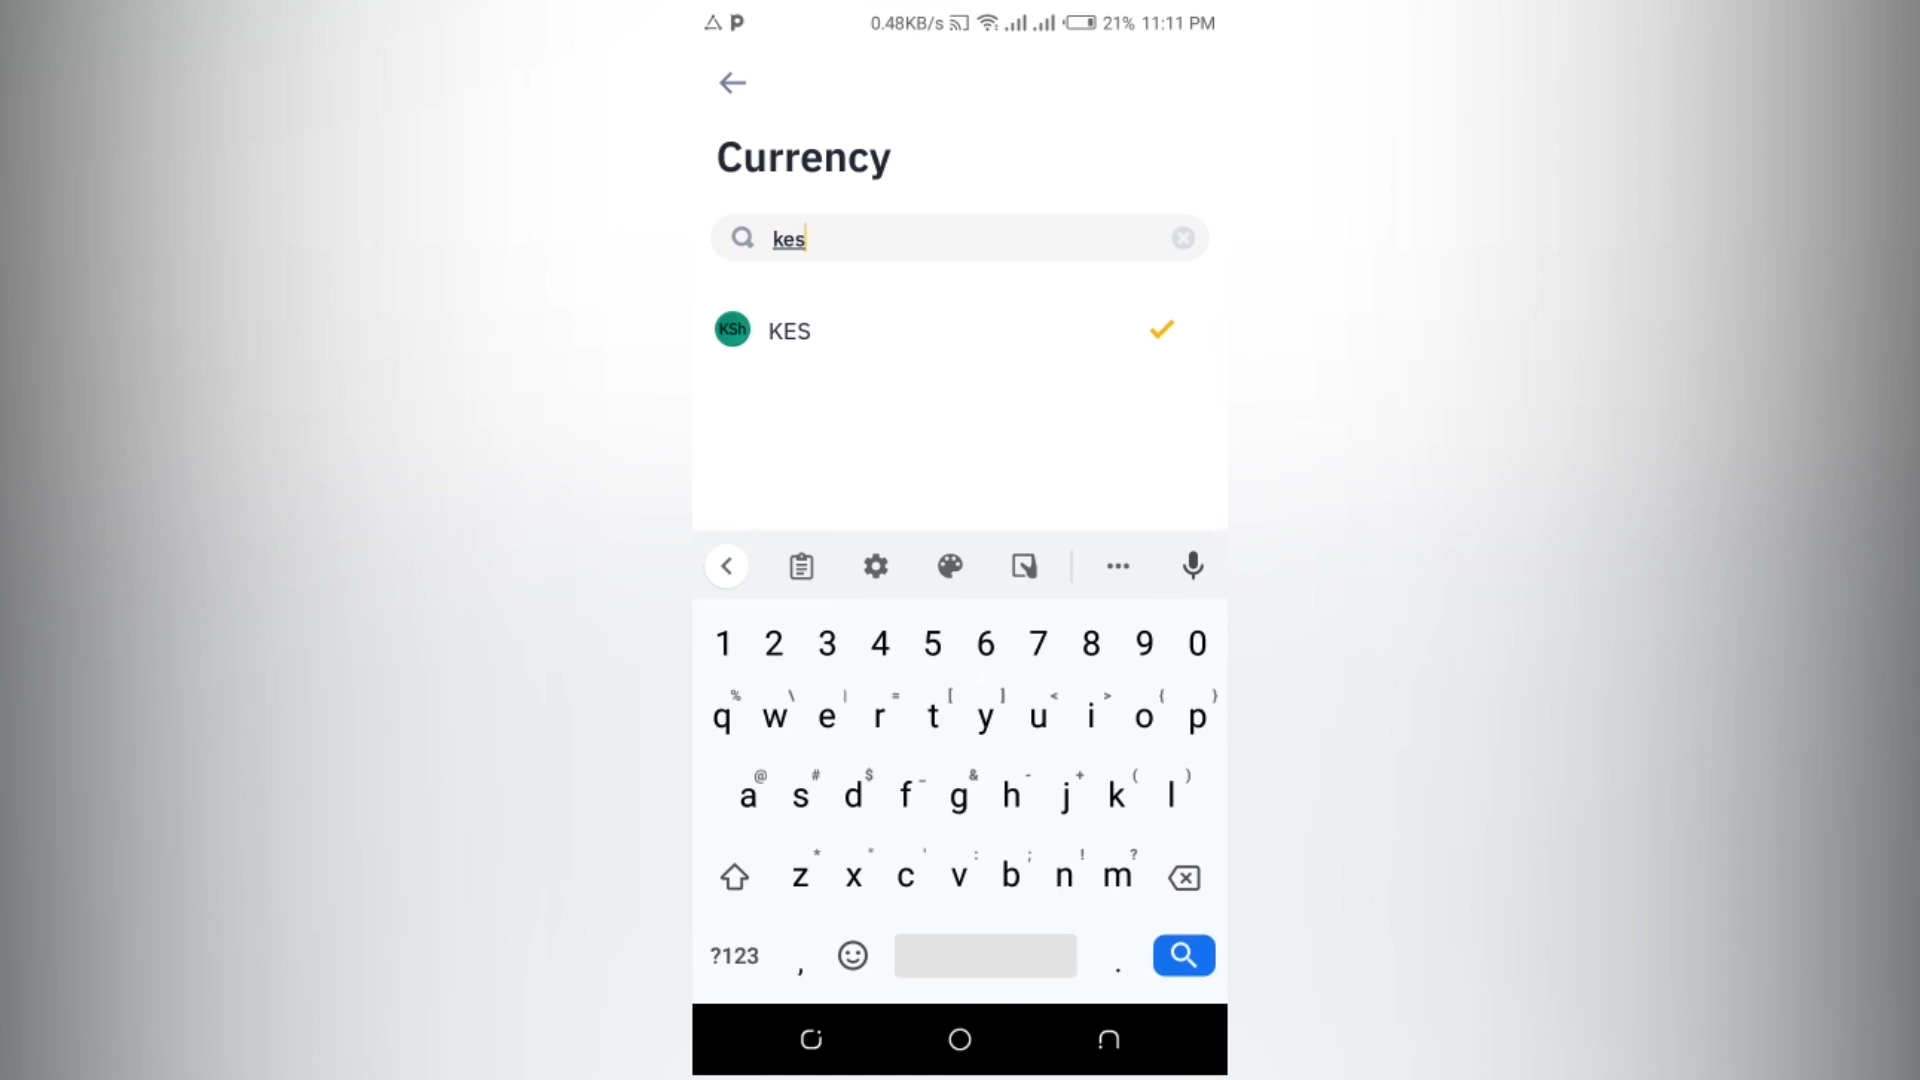 0.48KB/s 21% 11:11 PM
Currency
kes
KSh KES
1 2 3 4 5 6 7 8 9 0
% \ | = [ ] < > { }
q w e r t y u i o p
@ # $ _ & - + ( )
a s d f g h j k l
* " ' : ; ! ?
z x c v b n m
?123 , .